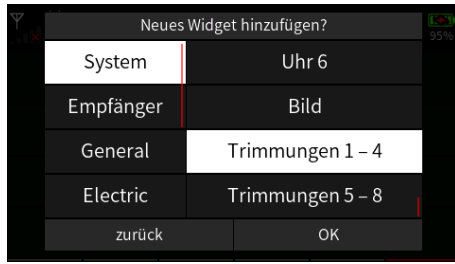 Neues Widget hinzufügen?
System Uhr 6
Empfänger Bild
General Trimmungen 1 – 4
Electric Trimmungen 5 – 8
zurück OK
95%